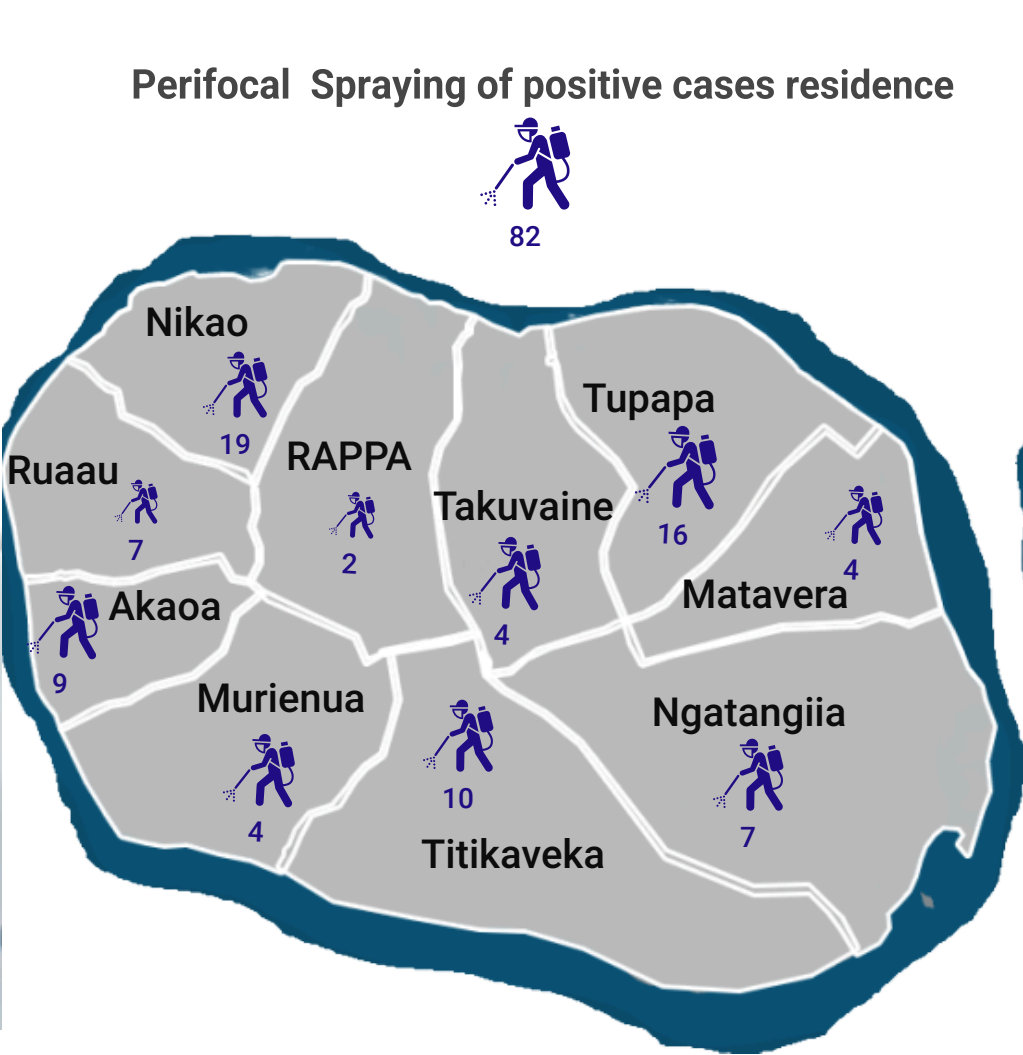 Perifocal Spraying of positive cases residence
82
Nikao
19
Tupapa
16
RAPPA
2
Ruaau
7
Takuvaine
4
4
Matavera
Akaoa
9
Murienua
4
10
Titikaveka
Ngatangiia
7